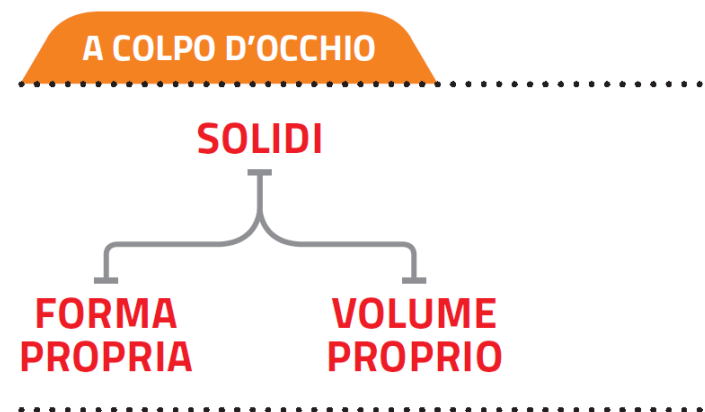 A COLPO D'OCCHIO
SOLIDI
FORMA
PROPRIA
VOLUME
PROPRIO